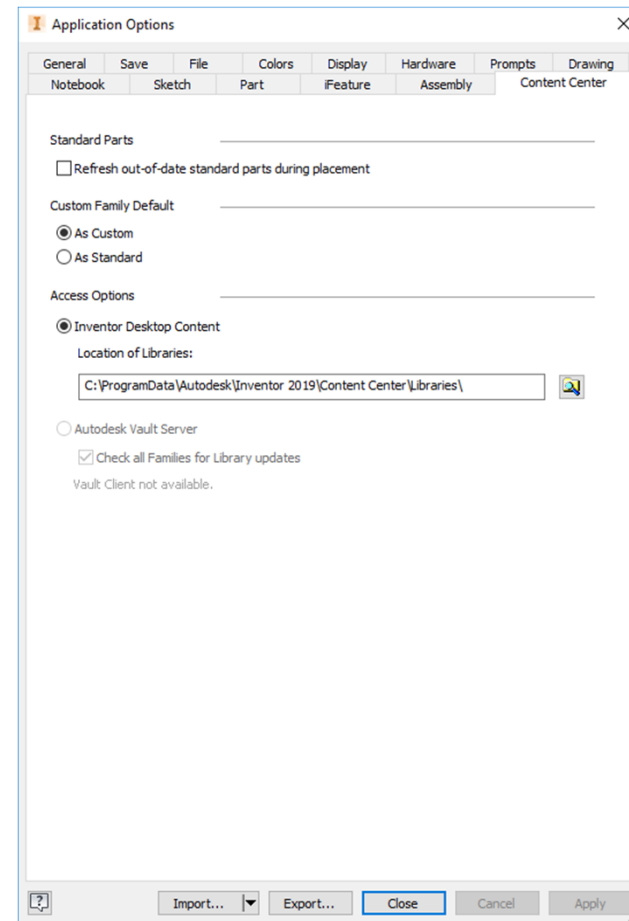 Application Options
General Save File Colors Display Hardware Prompts Drawing
Notebook Sketch Part iFeature Assembly Content Center
Standard Parts
Refresh out-of-date standard parts during placement
Custom Family Default
As Custom
As Standard
Access Options
Inventor Desktop Content
Location of Libraries:
C:\ProgramData\Autodesk\Inventor 2019\Content Center\Libraries\
Autodesk Vault Server
Check all Families for Library updates
Vault Client not available.
? Import... Export... Close Cancel Apply